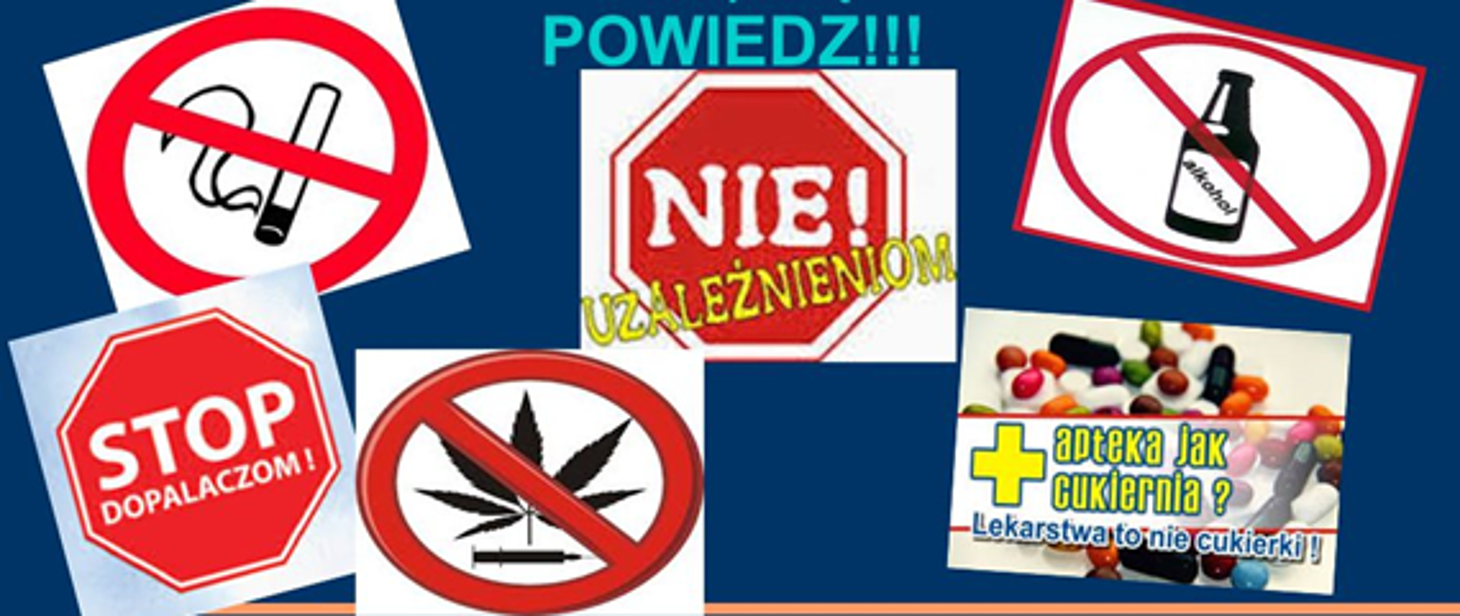 POWIEDZ!!!
NIE!
UZALEŻNIENIOM
alkohol
STOP
DOPALACZOM !
apteka jak
cukiernia ?
Lekarstwa to nie cukierki !